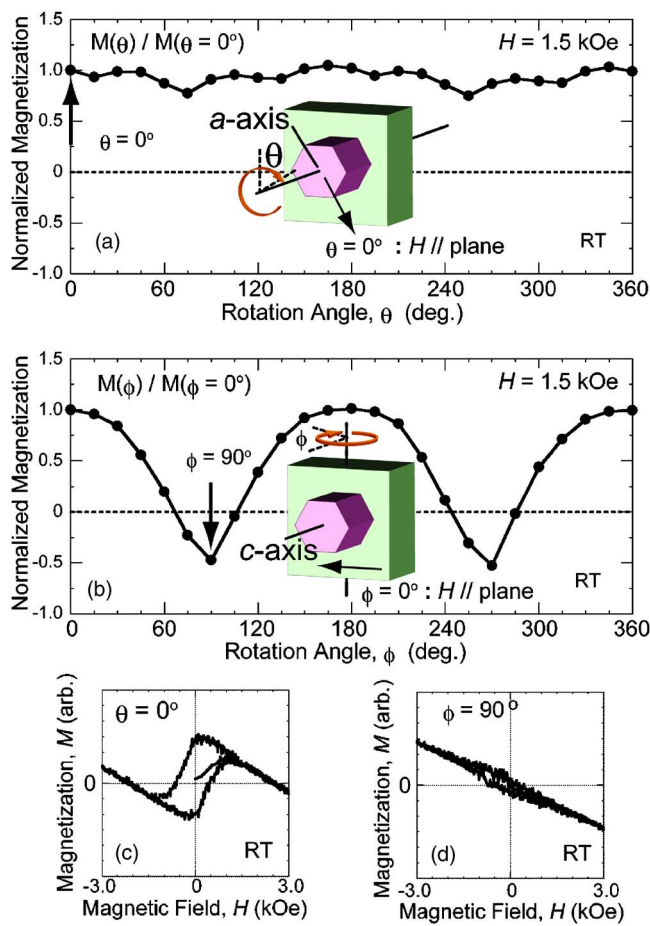 M(θ) / M(θ = 0°)
H = 1.5 kOe
1.5
1.0
0.5
0
-0.5
1.0
Normalized Magnetization
θ = 0°
a-axis
θ
θ = 0° : H // plane
(a)
RT
0 60 120 180 240 300 360
Rotation Angle, θ (deg.)
M(ϕ) / M(ϕ = 0°)
H = 1.5 kOe
1.5
1.0
0.5
0
-0.5
1.0
Normalized Magnetization
ϕ = 90°
ϕ
c-axis
ϕ = 0° : H // plane
(b)
RT
0 60 120 180 240 300 360
Rotation Angle, ϕ (deg.)
θ = 0°
Magnetization, M (arb.)
0
(c)
RT
-3.0 0 3.0
Magnetic Field, H (kOe)
ϕ = 90°
Magnetization, M (arb.)
0
(d)
RT
-3.0 0 3.0
Magnetic Field, H (kOe)